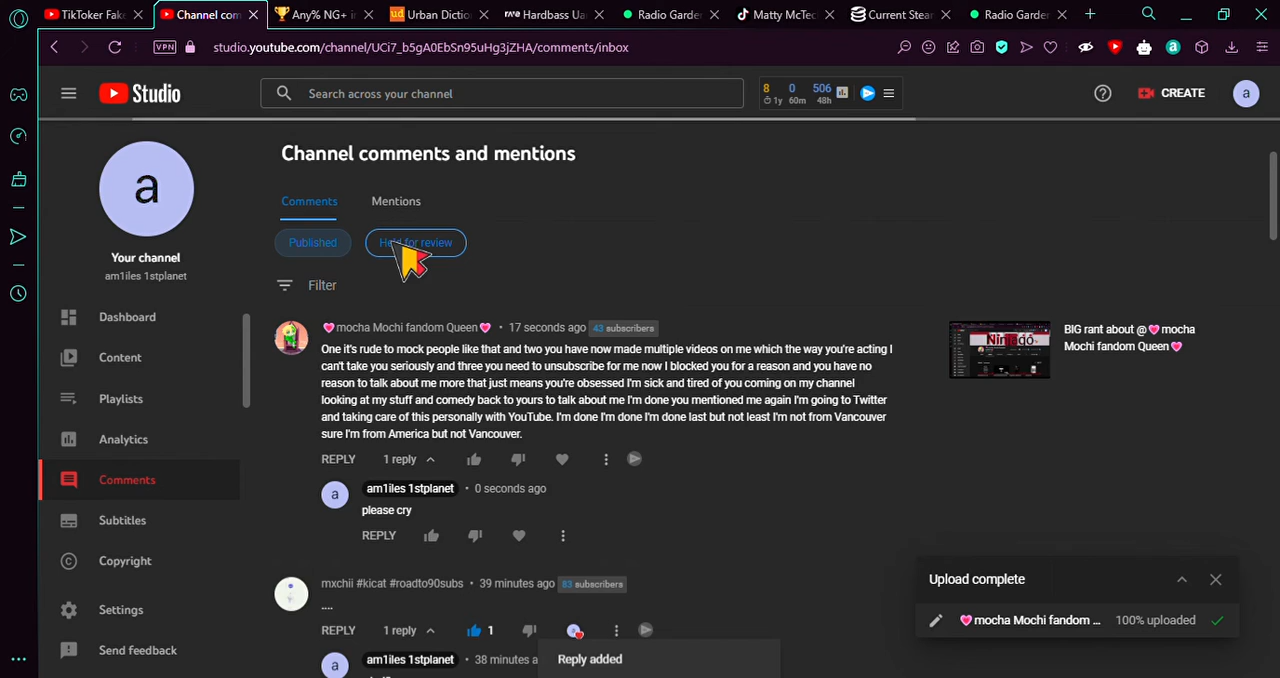 TikToker Fake
Channel com
Any% NG+ i
Urban Dictio
Hardbass Ua
Radio Garde
Matty McTec
Current Stea
Radio Garde
VPN
studio.youtube.com/channel/UCi7_b5gA0EbSn95uHg3jZHA/comments/inbox
Studio
Search across your channel
8 0 506
1y 60m 48h
CREATE
a
a
Your channel
am1iles 1stplanet
Dashboard
Content
Playlists
Analytics
Comments
Subtitles
Copyright
Settings
Send feedback
Channel comments and mentions
Comments
Mentions
Published
Held for review
Filter
💗mocha Mochi fandom Queen💗 • 17 seconds ago 43 subscribers
One it's rude to mock people like that and two you have now made multiple videos on me which the way you're acting I
can't take you seriously and three you need to unsubscribe for me now I blocked you for a reason and you have no
reason to talk about me more that just means you're obsessed I'm sick and tired of you coming on my channel
looking at my stuff and comedy back to yours to talk about me I'm done you mentioned me again I'm going to Twitter
and taking care of this personally with YouTube. I'm done I'm done I'm done last but not least I'm not from Vancouver
sure I'm from America but not Vancouver.
REPLY 1 reply
a
am1iles 1stplanet • 0 seconds ago
please cry
REPLY
Nintendo
BIG rant about @💗mocha
Mochi fandom Queen💗
mxchii #kicat #roadto90subs • 39 minutes ago 83 subscribers
....
REPLY 1 reply 1
a
am1iles 1stplanet • 38 minutes a
Reply added
Upload complete
💗mocha Mochi fandom ... 100% uploaded